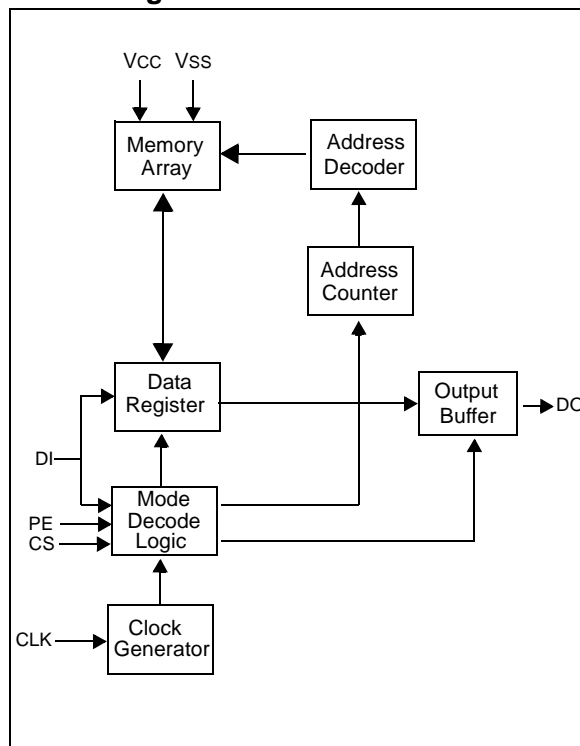 VCC VSS
Memory
Array
Address
Decoder
Address
Counter
Data
Register
Output
Buffer
DO
DI
Mode
Decode
Logic
PE
CS
CLK
Clock
Generator